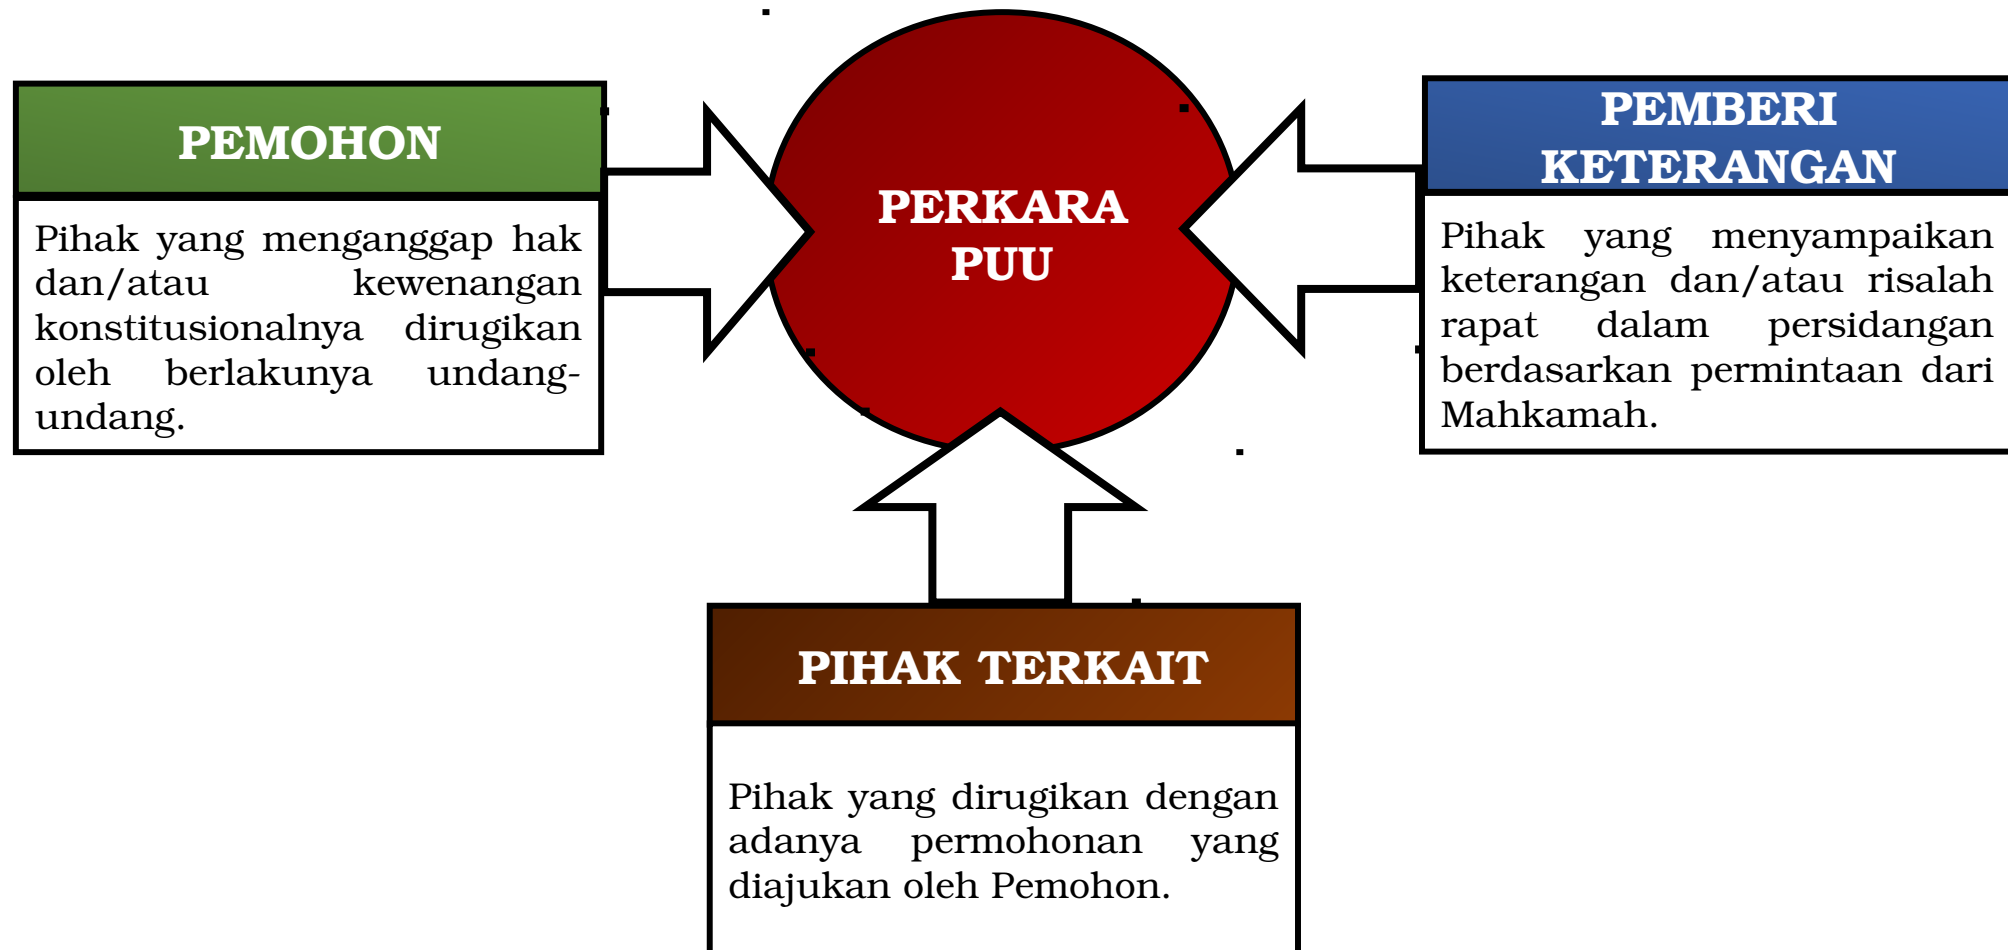 PEMOHON
Pihak yang menganggap hak
dan/atau kewenangan
konstitusionalnya dirugikan
oleh berlakunya undang-
undang.
PERKARA
PUU
PEMBERI
KETERANGAN
Pihak yang menyampaikan
keterangan dan/atau risalah
rapat dalam persidangan
berdasarkan permintaan dari
Mahkamah.
PIHAK TERKAIT
Pihak yang dirugikan dengan
adanya permohonan yang
diajukan oleh Pemohon.